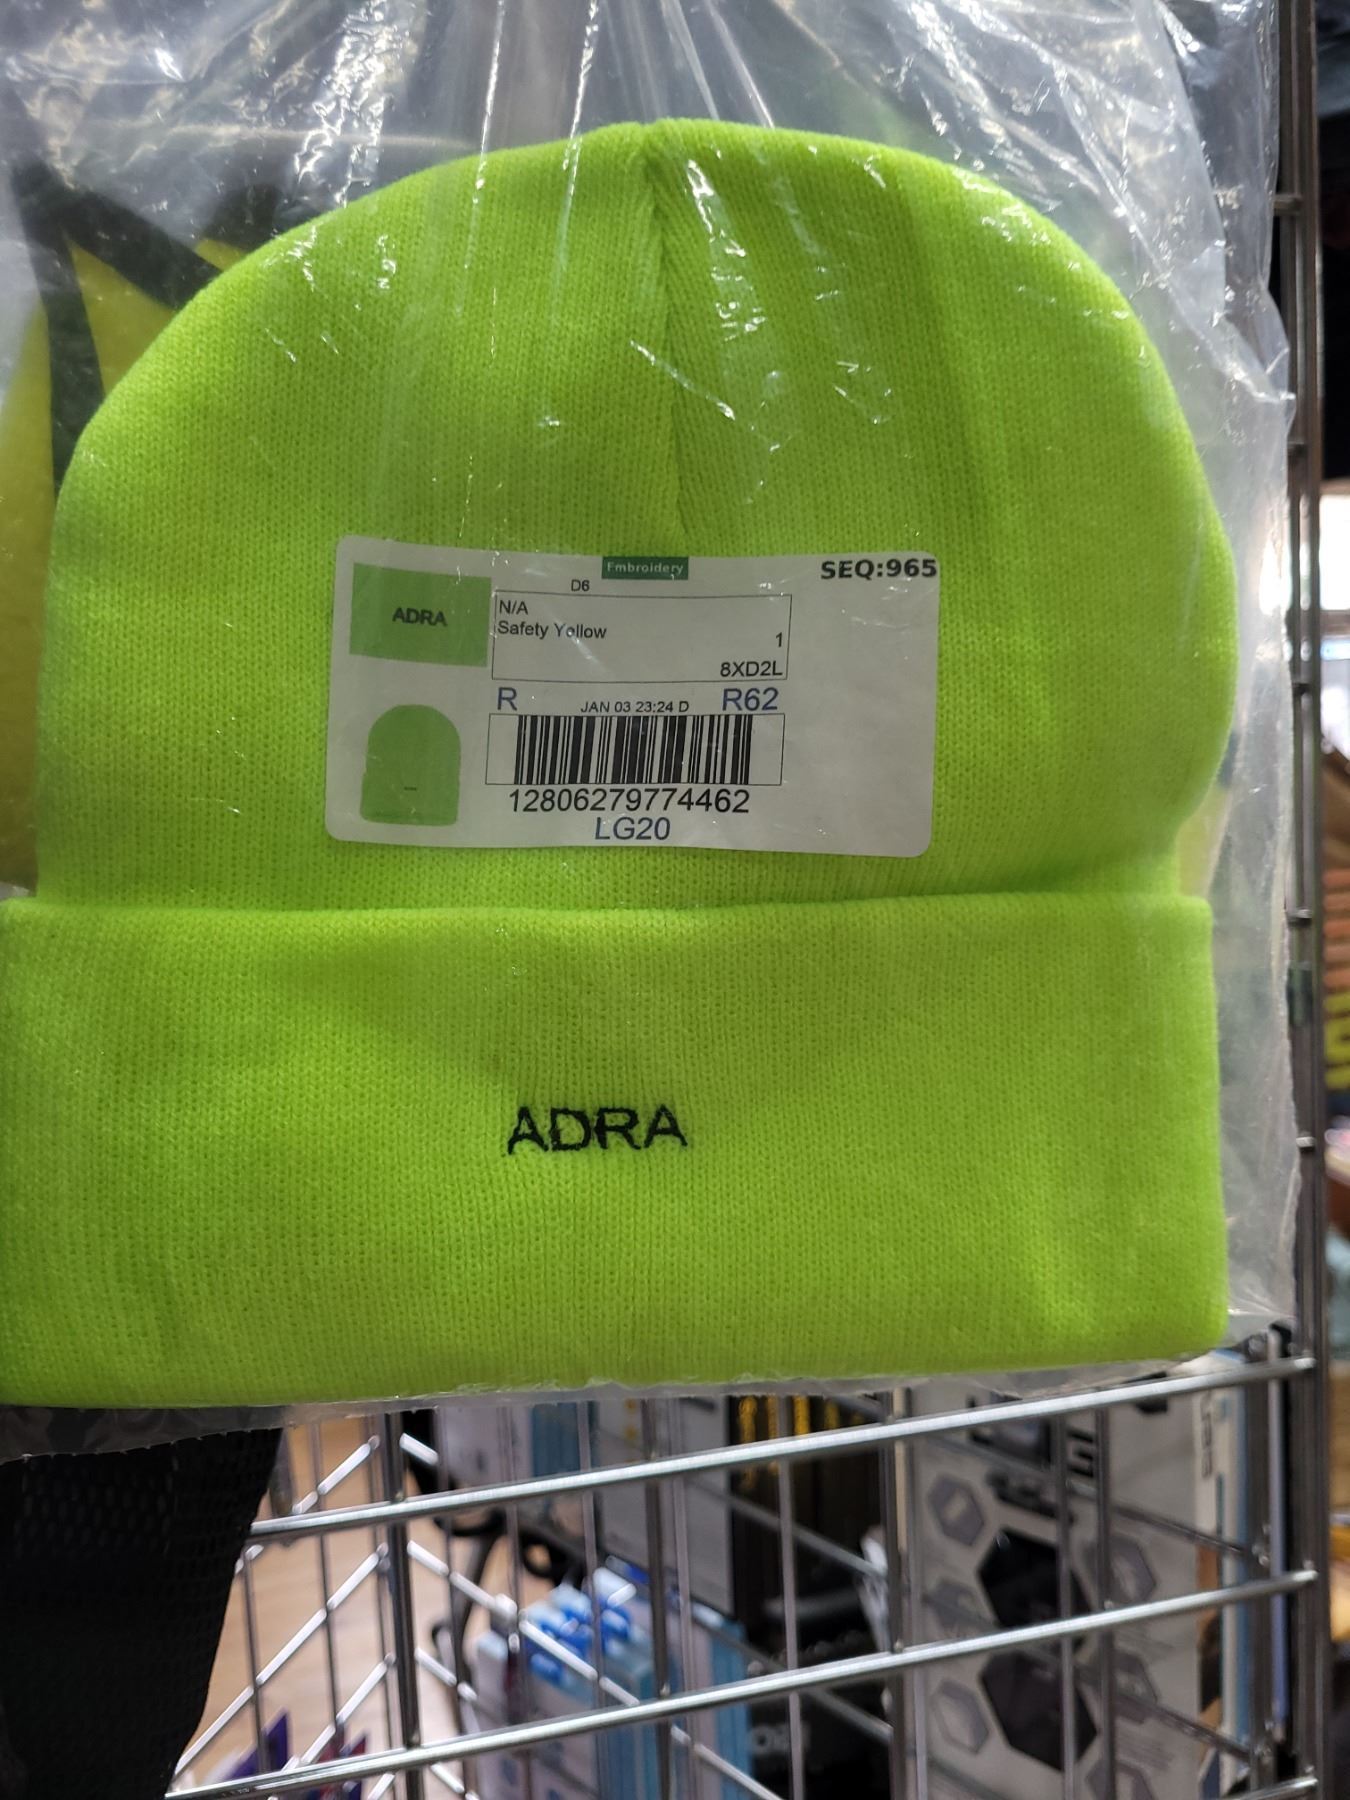 Embroidery
SEQ:965
D6
ADRA
N/A
Safety Yellow
1
8XD2L
R
JAN 03 23:24 D
R62
12806279774462
LG20
ADRA